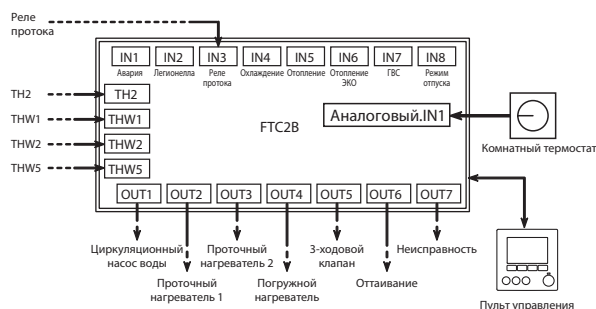 Реле
протока
IN1 IN2 IN3 IN4 IN5 IN6 IN7 IN8
Авария Легионелла Реле протока Охлаждение Отопление Отопление ЭКО ГВС Режим отпуска
TH2 TH2
THW1 THW1
THW2 THW2
THW5 THW5
FTC2B
Аналоговый.IN1
Комнатный термостат
OUT1 OUT2 OUT3 OUT4 OUT5 OUT6 OUT7
Циркуляционный
насос воды
Проточный
нагреватель 2
3-ходовой
клапан
Неисправность
Проточный
нагреватель 1
Погружной
нагреватель
Оттаивание
Пульт управления